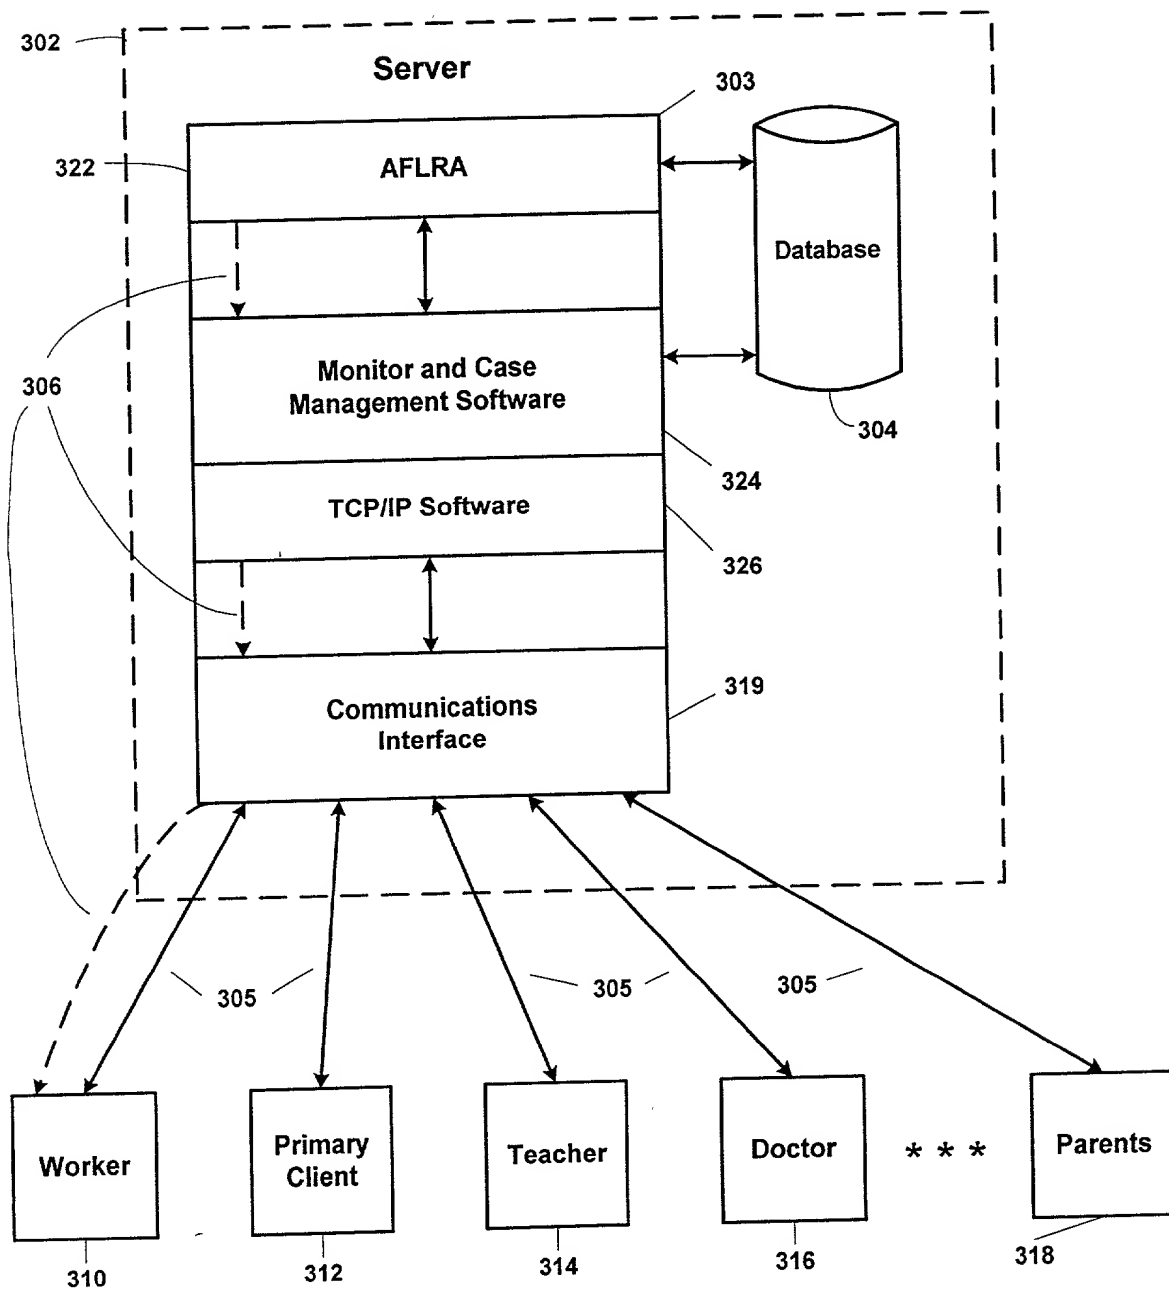 302
Server
303
322
AFLRA
Database
306
Monitor and Case
Management Software
304
324
TCP/IP Software
326
319
Communications
Interface
305
305
305
Worker
Primary
Client
Teacher
Doctor
* * *
Parents
310
312
314
316
318